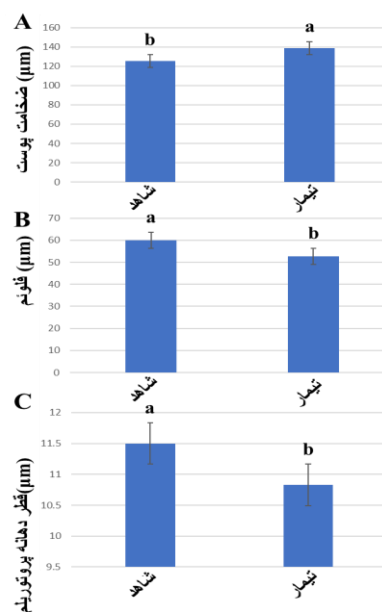 A
ضخامت پوست (µm)
160
140
120
100
80
60
40
20
0
b
a
شاهد
تیمار
B
فلوئم (µm)
70
60
50
40
30
20
10
0
a
b
شاهد
تیمار
C
قطر دهانه پروتوزیلم(µm)
12
11.5
11
10.5
10
9.5
a
b
شاهد
تیمار